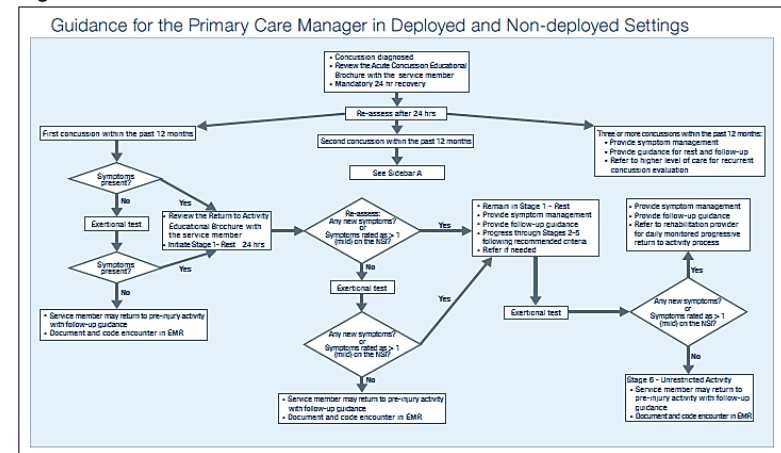 Guidance for the Primary Care Manager in Deployed and Non-deployed Settings
• Concussion diagnosed
• Review the Acute Concussion Educational
Brochure with the service member
• Mandatory 24 hr recovery
Re-assess after 24 hrs
First concussion within the past 12 months
Second concussion within the past 12 months
See Sidebar A
Three or more concussions within the past 12 months:
• Provide symptom management
• Provide guidance for rest and follow-up
• Refer to higher level of care for recurrent
concussion evaluation
Symptoms
present?
Yes
No
Exertional test
Symptoms
present?
Yes
No
• Service member may return to pre-injury activity
with follow-up guidance
• Document and code encounter in EMR
• Review the Return to Activity
Educational Brochure with
the service member
• Initiate Stage 1- Rest 24 hrs
Re-assess:
Any new symptoms?
or
Symptoms rated as > 1
(mild) on the NSI?
Yes
No
Exertional test
Any new symptoms?
or
Symptoms rated as > 1
(mild) on the NSI?
Yes
No
• Service member may return to pre-injury activity
with follow-up guidance
• Document and code encounter in EMR
• Remain in Stage 1 - Rest
• Provide symptom management
• Provide follow-up guidance
• Progress through Stages 2-5
following recommended criteria
• Refer if needed
Exertional test
• Provide symptom management
• Provide follow-up guidance
• Refer to rehabilitation provider
for daily monitored progressive
return to activity process
Yes
Any new symptoms?
or
Symptoms rated as > 1
(mild) on the NSI?
No
Stage 6 - Unrestricted Activity
• Service member may return to
pre-injury activity with follow-up
guidance
• Document and code encounter in EMR